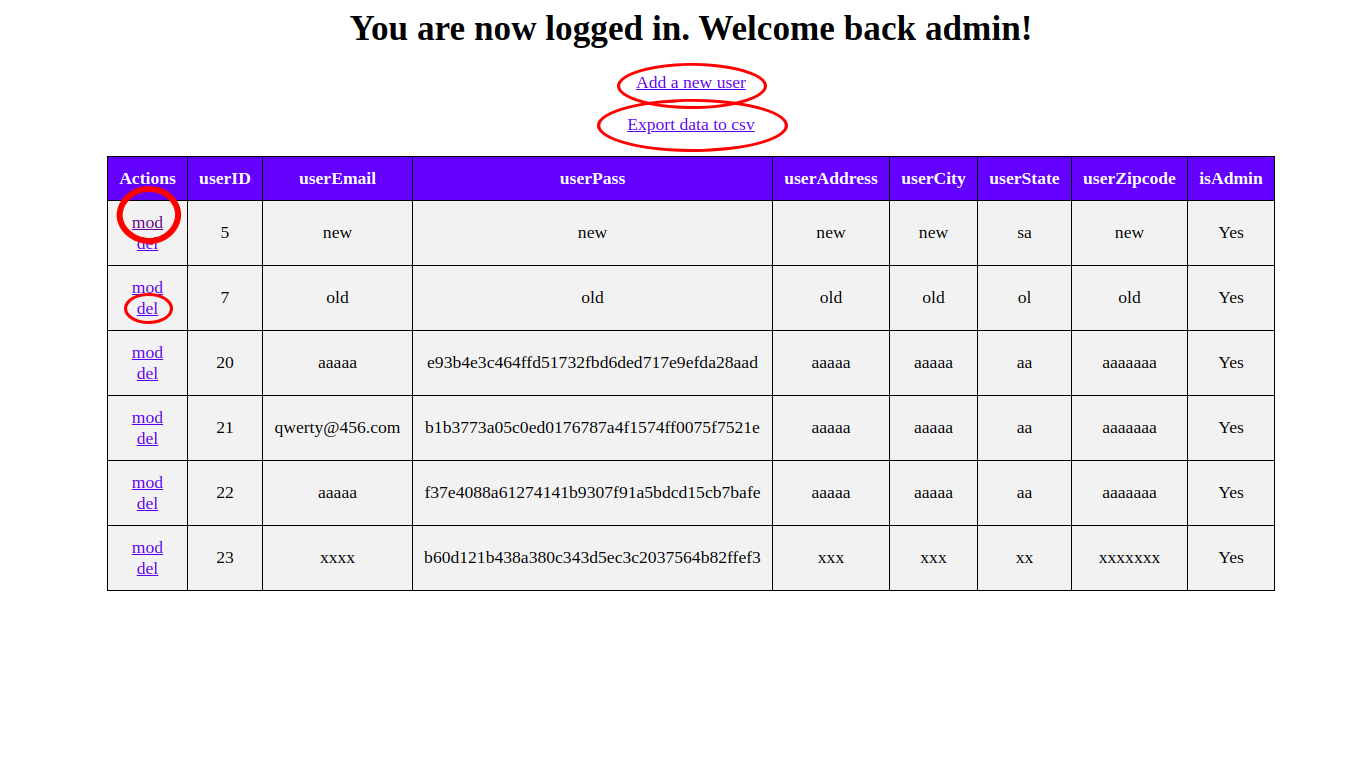 You are now logged in. Welcome back admin!
Add a new user
Export data to csv
Actions userID userEmail userPass userAddress userCity userState userZipcode isAdmin
mod
del 5 new new new new sa new Yes
mod
del 7 old old old old ol old Yes
mod
del 20 aaaaa e93b4e3c464ffd51732fbd6ded717e9efda28aad aaaaa aaaaa aa aaaaaaa Yes
mod
del 21 qwerty@456.com b1b3773a05c0ed0176787a4f1574ff0075f7521e aaaaa aaaaa aa aaaaaaa Yes
mod
del 22 aaaaa f37e4088a61274141b9307f91a5bdcd15cb7bafe aaaaa aaaaa aa aaaaaaa Yes
mod
del 23 xxxx b60d121b438a380c343d5ec3c2037564b82ffef3 xxx xxx xx xxxxxxx Yes